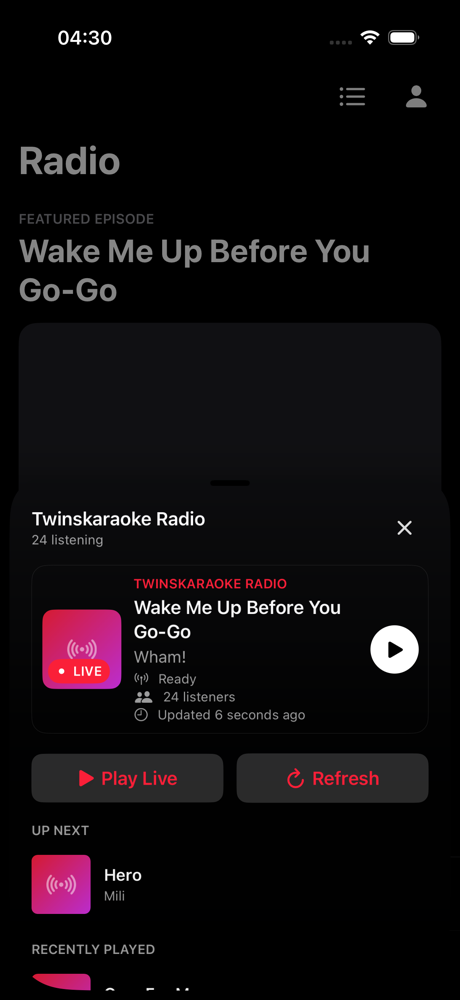 04:30
Radio
FEATURED EPISODE
Wake Me Up Before You
Go-Go
Twinskaraoke Radio
24 listening
TWINSKARAOKE RADIO
Wake Me Up Before You
Go-Go
Wham!
LIVE
Ready
24 listeners
Updated 6 seconds ago
Play Live
Refresh
UP NEXT
Hero
Mili
RECENTLY PLAYED